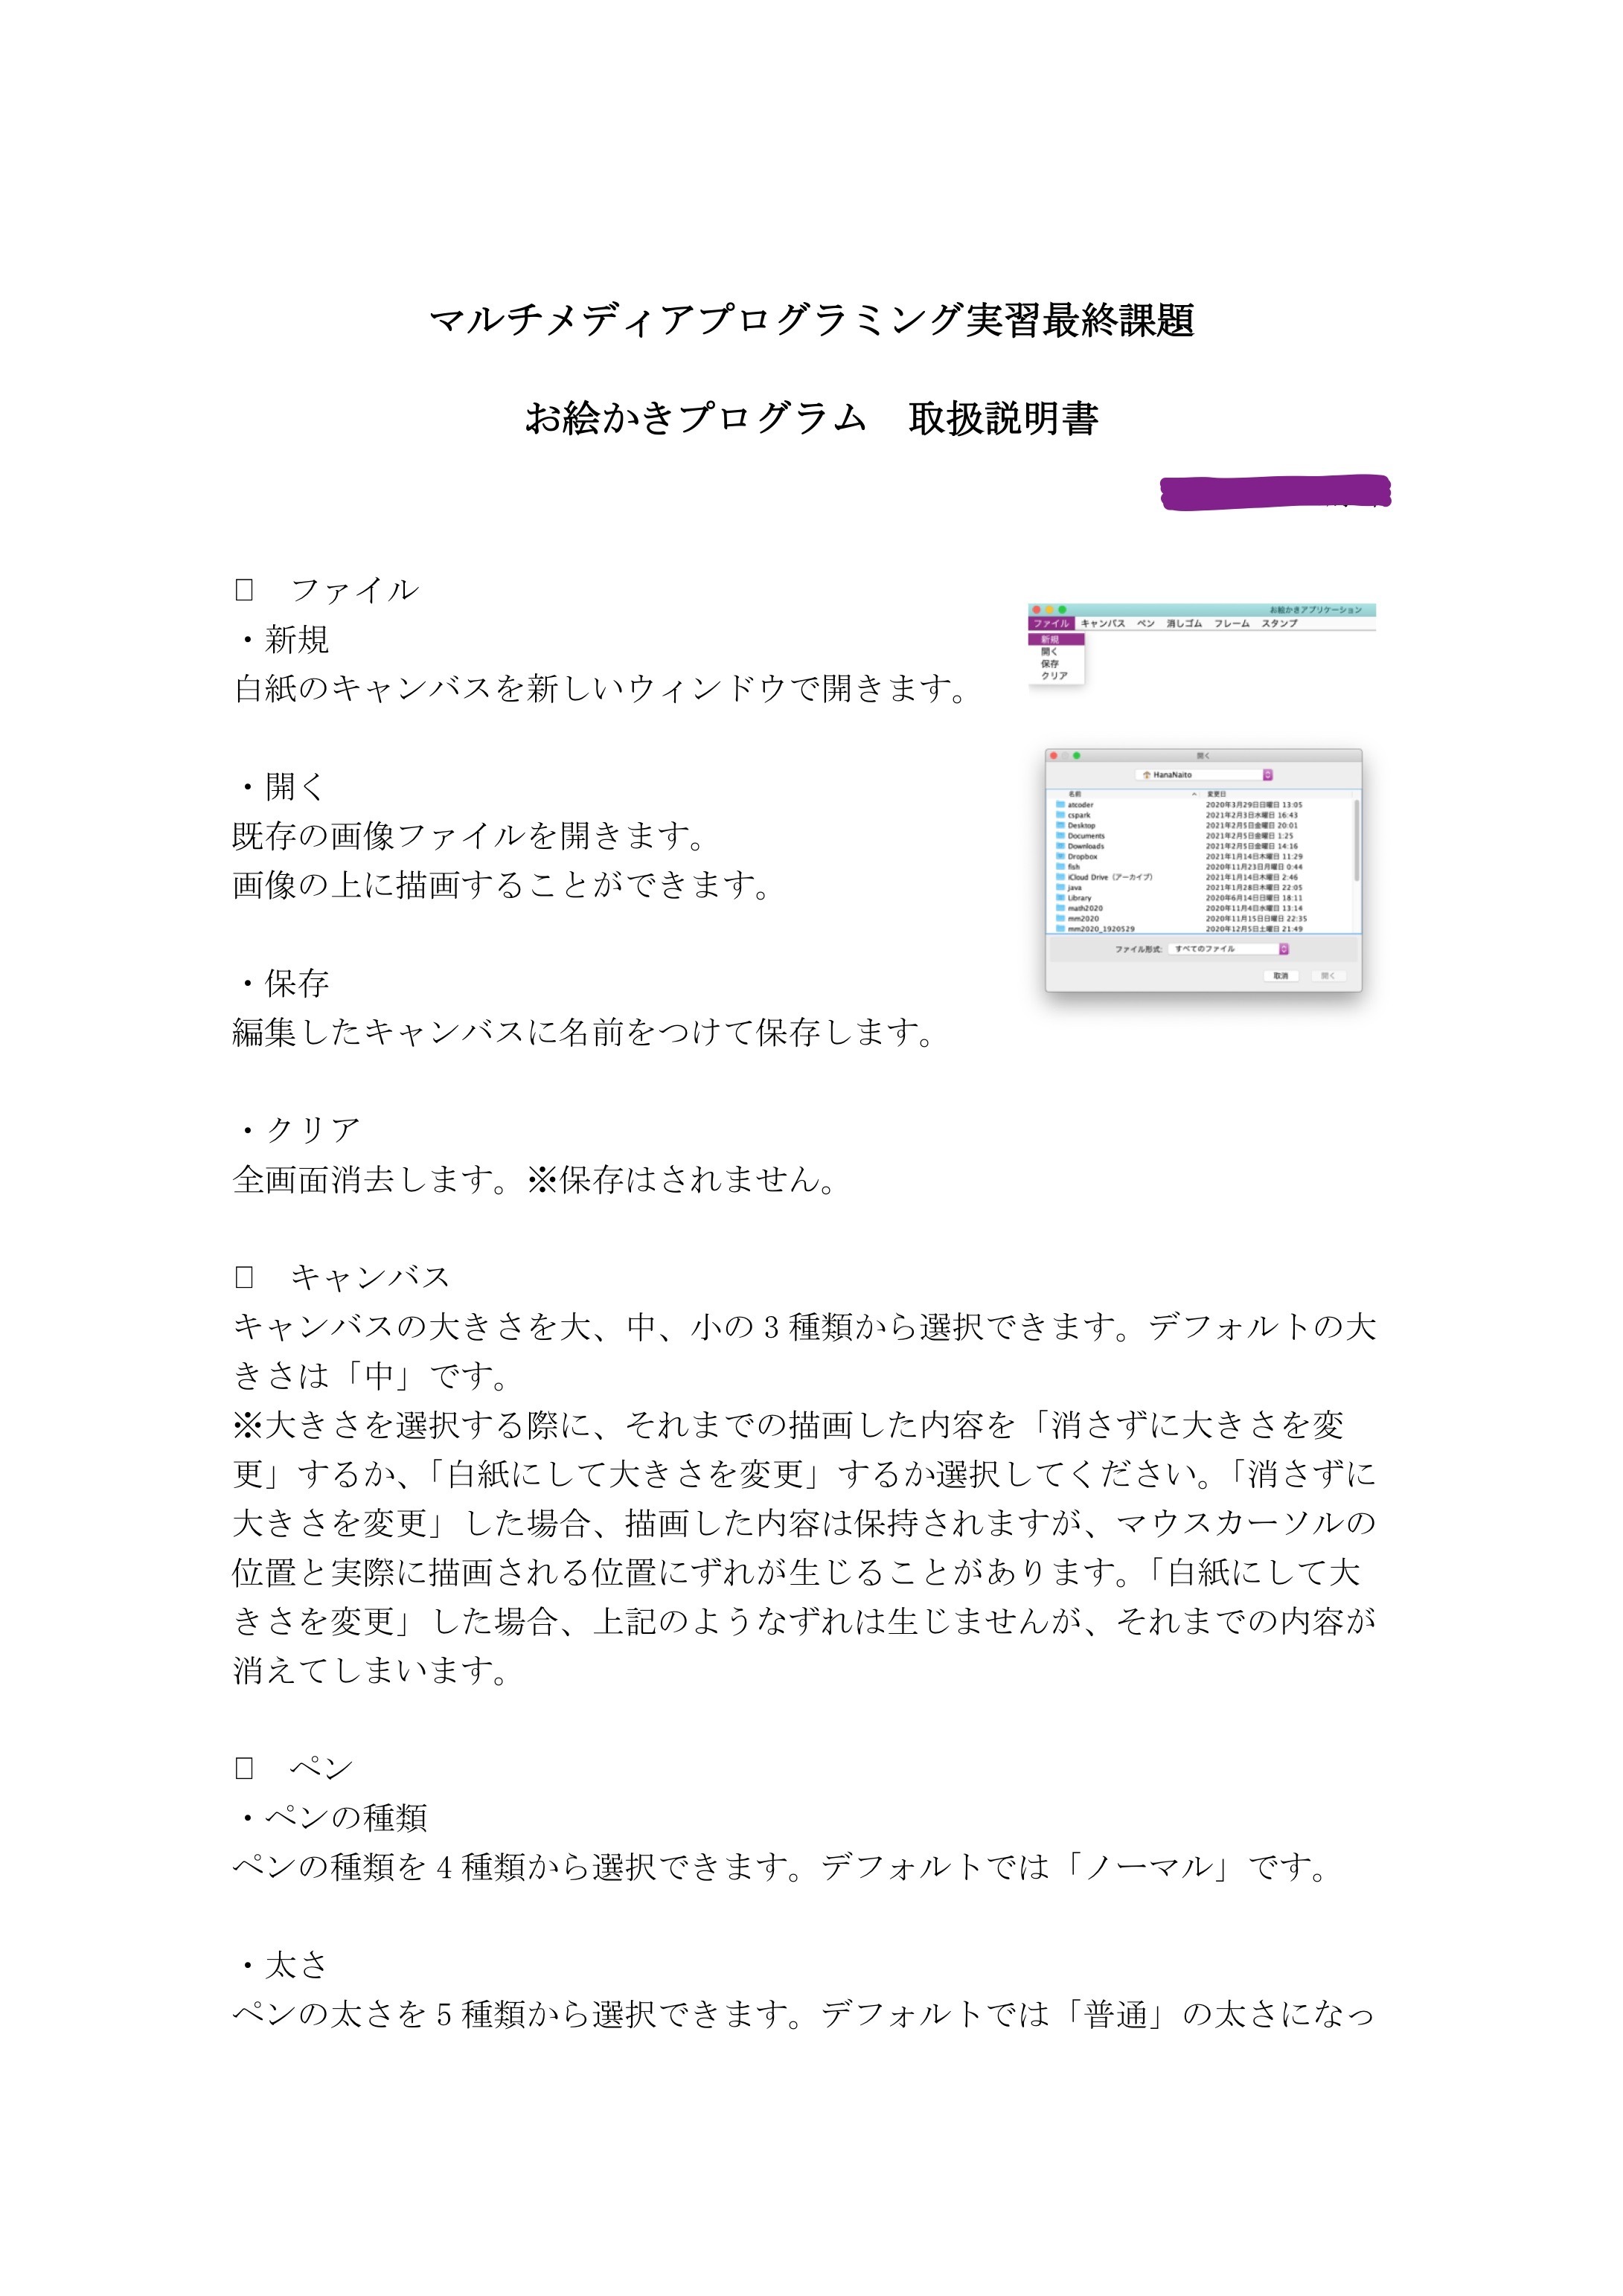 マルチメディアプログラミング実習最終課題
お絵かきプログラム　取扱説明書
□　ファイル
・新規
白紙のキャンバスを新しいウィンドウで開きます。
・開く
既存の画像ファイルを開きます。
画像の上に描画することができます。
・保存
編集したキャンバスに名前をつけて保存します。
・クリア
全画面消去します。※保存はされません。
お絵かきアプリケーション
ファイル　キャンバス　ペン　消しゴム　フレーム　スタンプ
新規
開く
保存
クリア
開く
HanaNaito
名前　変更日
atcoder 2020年3月29日日曜日 13:05
cspark 2021年2月3日水曜日 16:43
Desktop 2021年2月5日金曜日 20:01
Documents 2021年2月5日金曜日 1:25
Downloads 2021年2月5日金曜日 14:16
Dropbox 2021年1月14日木曜日 11:29
fish 2020年11月23日月曜日 0:44
iCloud Drive（アーカイブ） 2021年1月14日木曜日 2:46
java 2021年1月28日木曜日 22:05
Library 2020年6月14日日曜日 18:11
math2020 2020年11月4日水曜日 13:14
mm2020 2020年11月15日日曜日 22:35
mm2020_1920529 2020年12月5日土曜日 21:49
ファイル形式: すべてのファイル
取消　開く
□　キャンバス
キャンバスの大きさを大、中、小の 3 種類から選択できます。デフォルトの大
きさは「中」です。
※大きさを選択する際に、それまでの描画した内容を「消さずに大きさを変
更」するか、「白紙にして大きさを変更」するか選択してください。「消さずに
大きさを変更」した場合、描画した内容は保持されますが、マウスカーソルの
位置と実際に描画される位置にずれが生じることがあります。「白紙にして大
きさを変更」した場合、上記のようなずれは生じませんが、それまでの内容が
消えてしまいます。
□　ペン
・ペンの種類
ペンの種類を 4 種類から選択できます。デフォルトでは「ノーマル」です。
・太さ
ペンの太さを 5 種類から選択できます。デフォルトでは「普通」の太さになっ